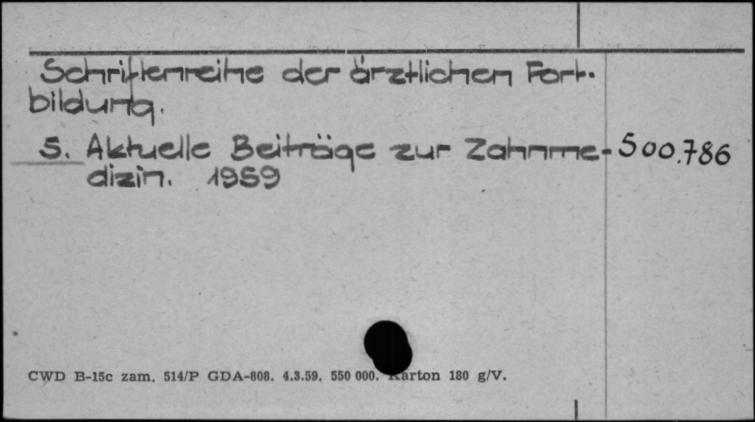 Schriftenreihe der ärztlichen Fort-
bildung.
5. Aktuelle Beiträge zur Zahnme- 500.786
dizin. 1959
CWD B-15c zam. 514/P GDA-808. 4.3.59. 550 000. Karton 180 g/V.